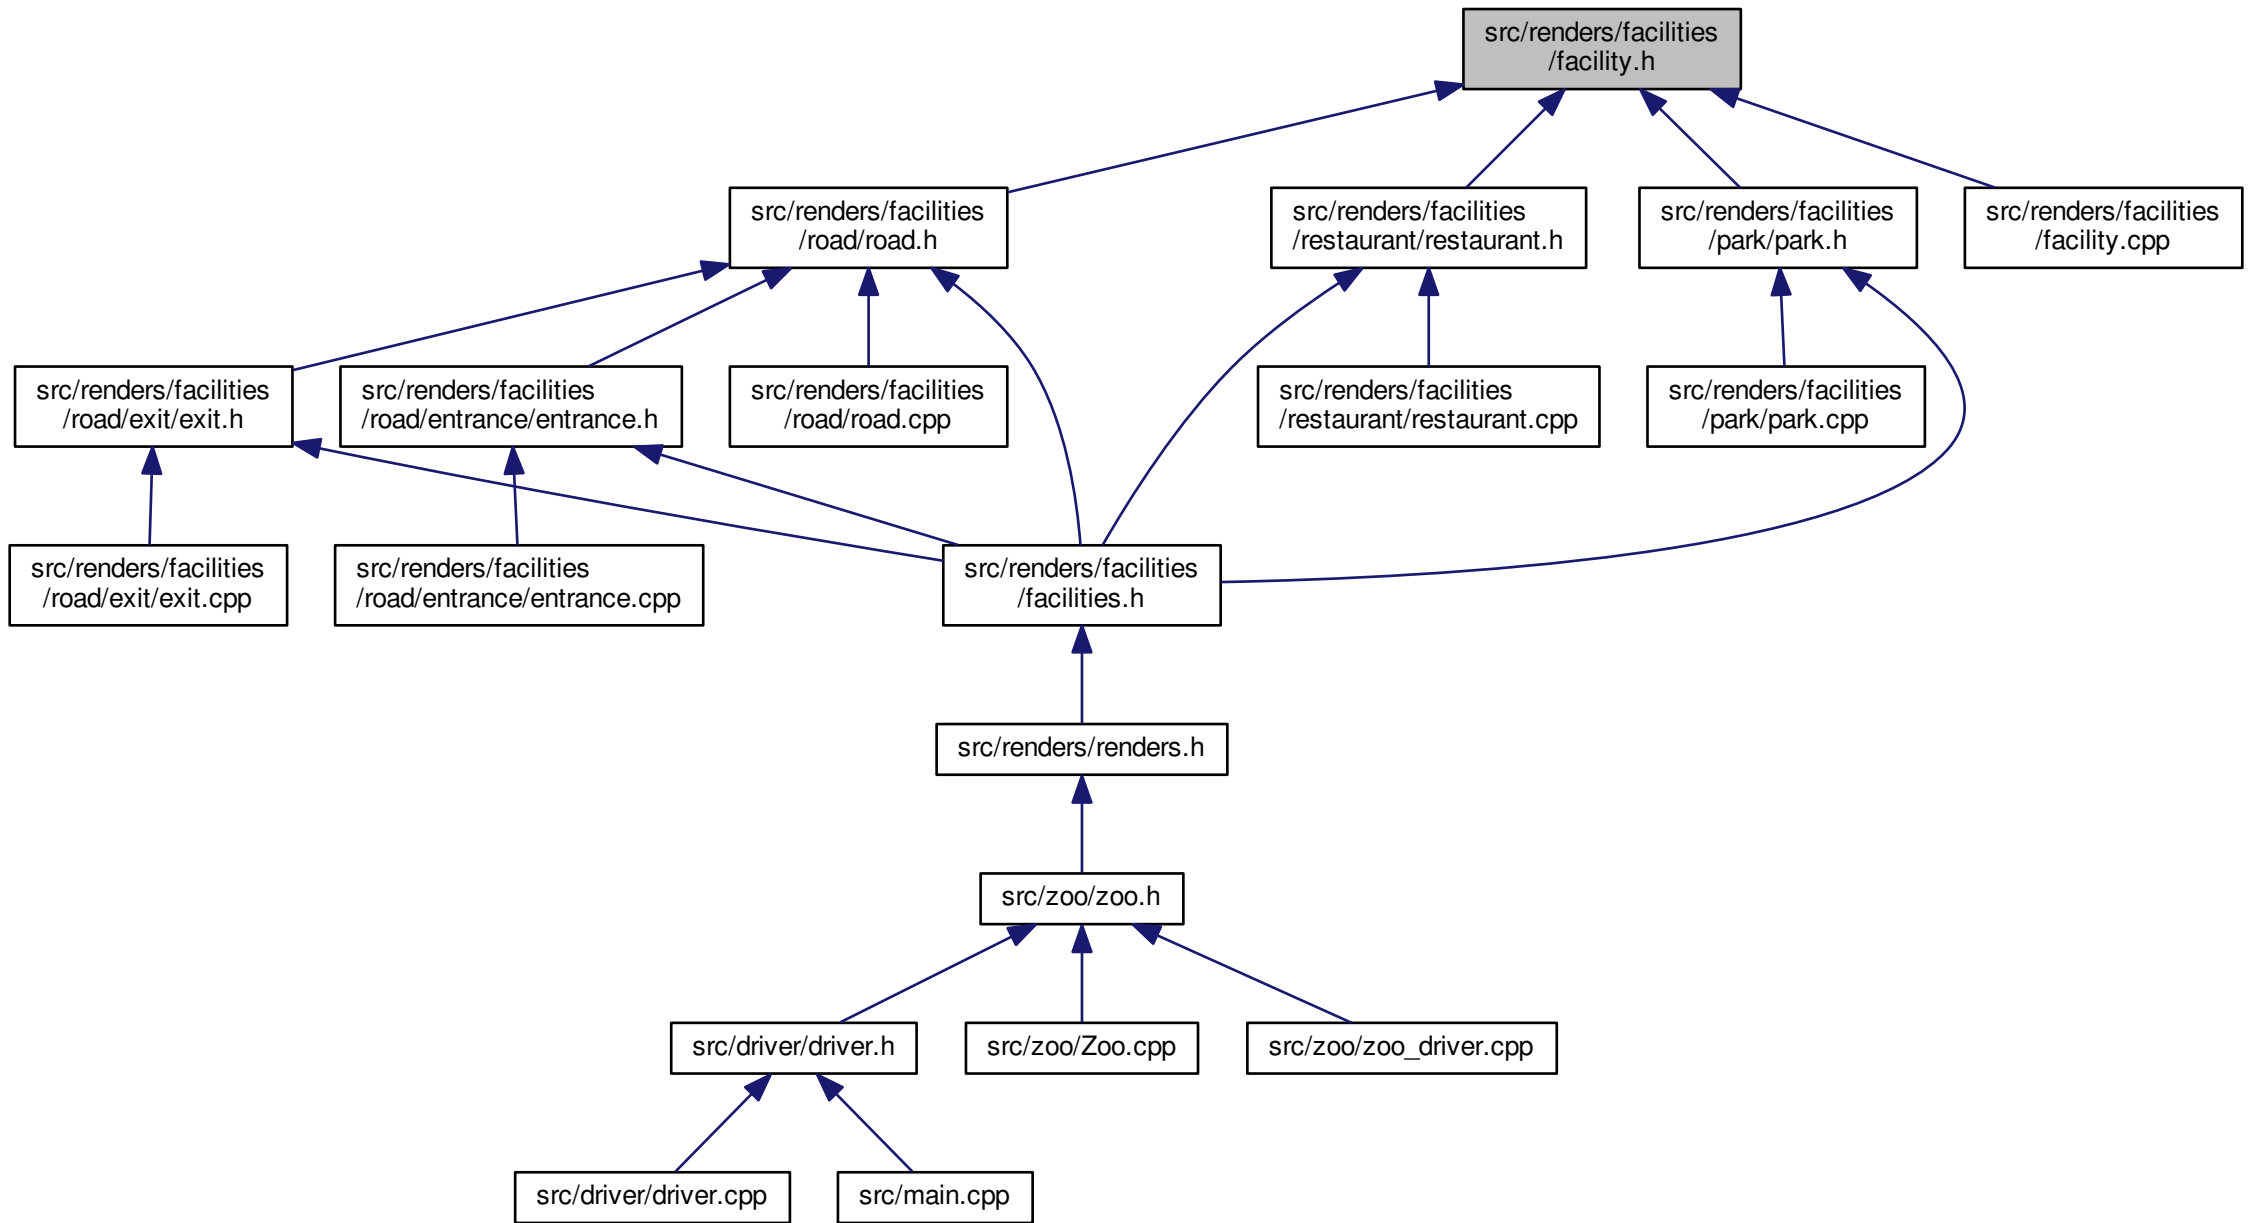 src/renders/facilities
/facility.h
src/renders/facilities
/road/road.h
src/renders/facilities
/restaurant/restaurant.h
src/renders/facilities
/park/park.h
src/renders/facilities
/facility.cpp
src/renders/facilities
/road/exit/exit.h
src/renders/facilities
/road/entrance/entrance.h
src/renders/facilities
/road/road.cpp
src/renders/facilities
/restaurant/restaurant.cpp
src/renders/facilities
/park/park.cpp
src/renders/facilities
/road/exit/exit.cpp
src/renders/facilities
/road/entrance/entrance.cpp
src/renders/facilities
/facilities.h
src/renders/renders.h
src/zoo/zoo.h
src/driver/driver.h
src/zoo/Zoo.cpp
src/zoo/zoo_driver.cpp
src/driver/driver.cpp
src/main.cpp